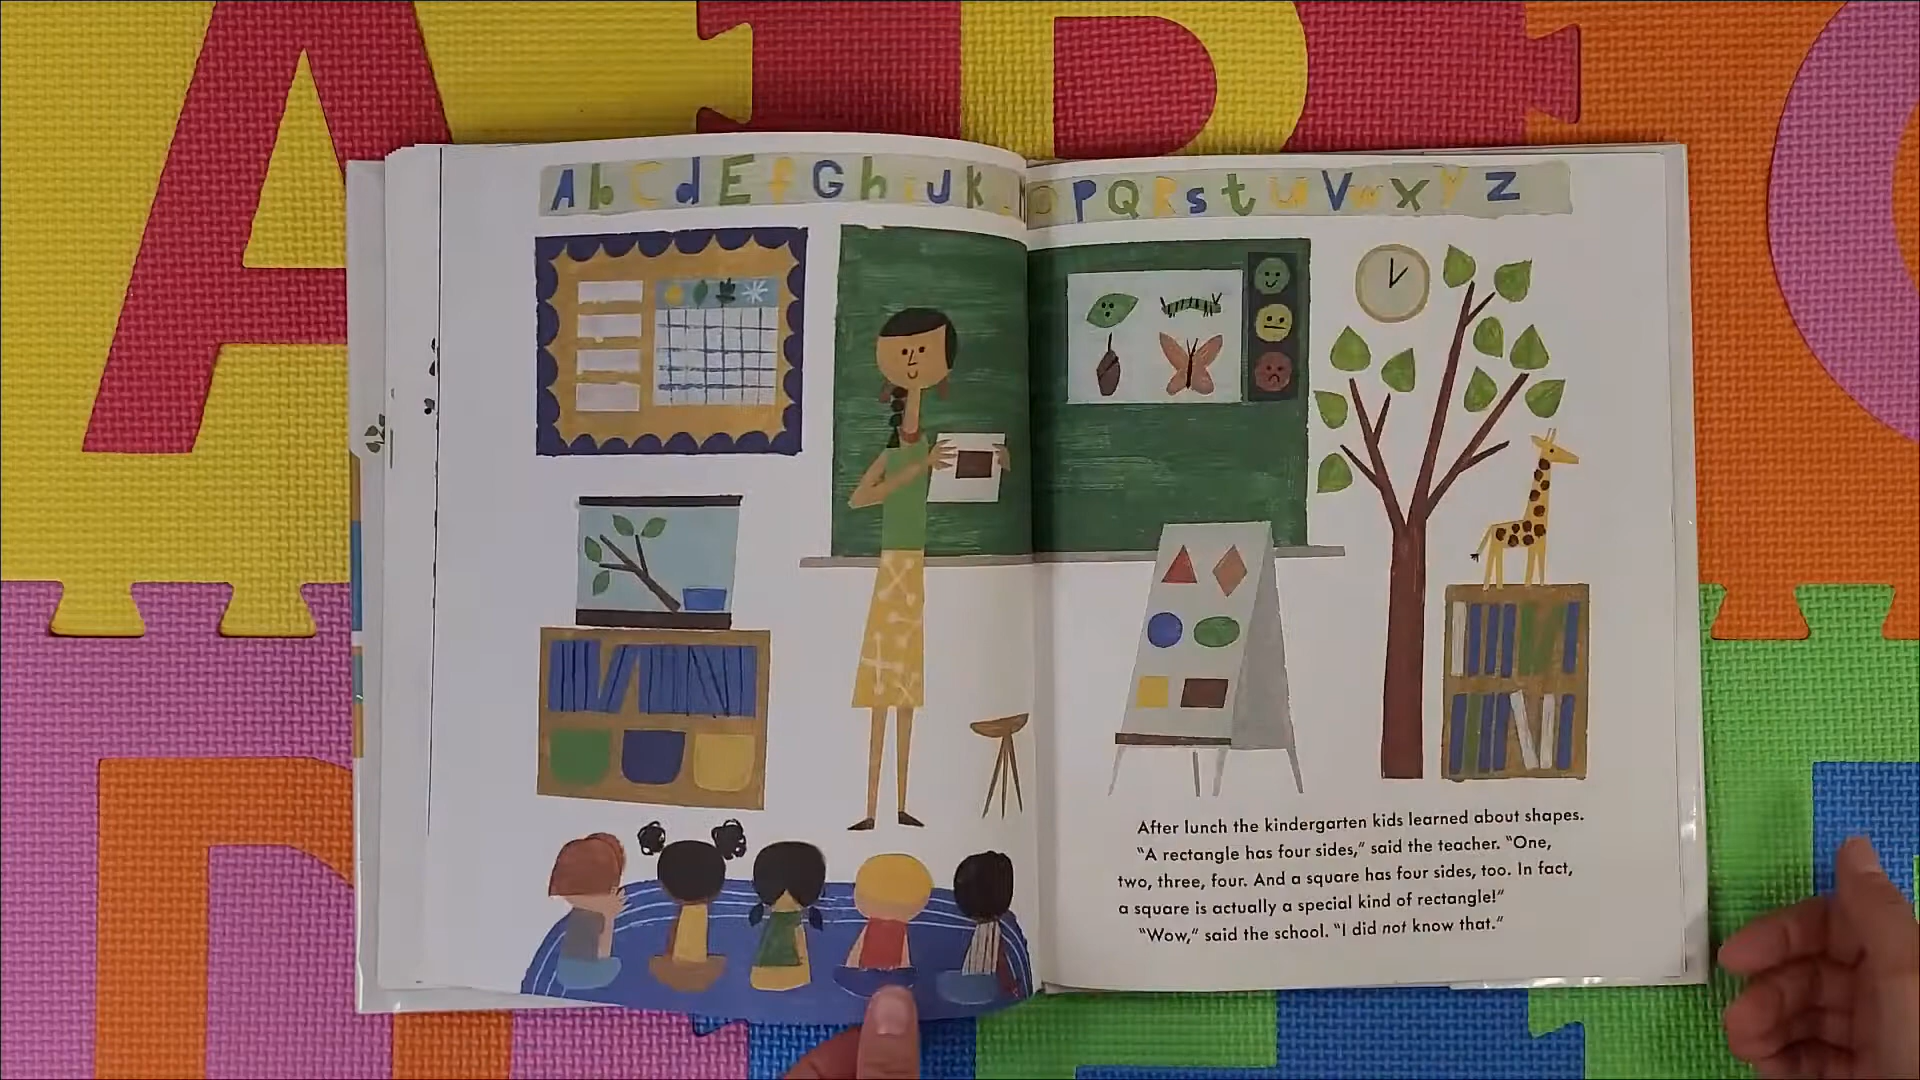 A B C
A b C d E f G h i J K
O P Q R s t u V w X y Z
After lunch the kindergarten kids learned about shapes.
"A rectangle has four sides," said the teacher. "One,
two, three, four. And a square has four sides, too. In fact,
a square is actually a special kind of rectangle!"
"Wow," said the school. "I did not know that."